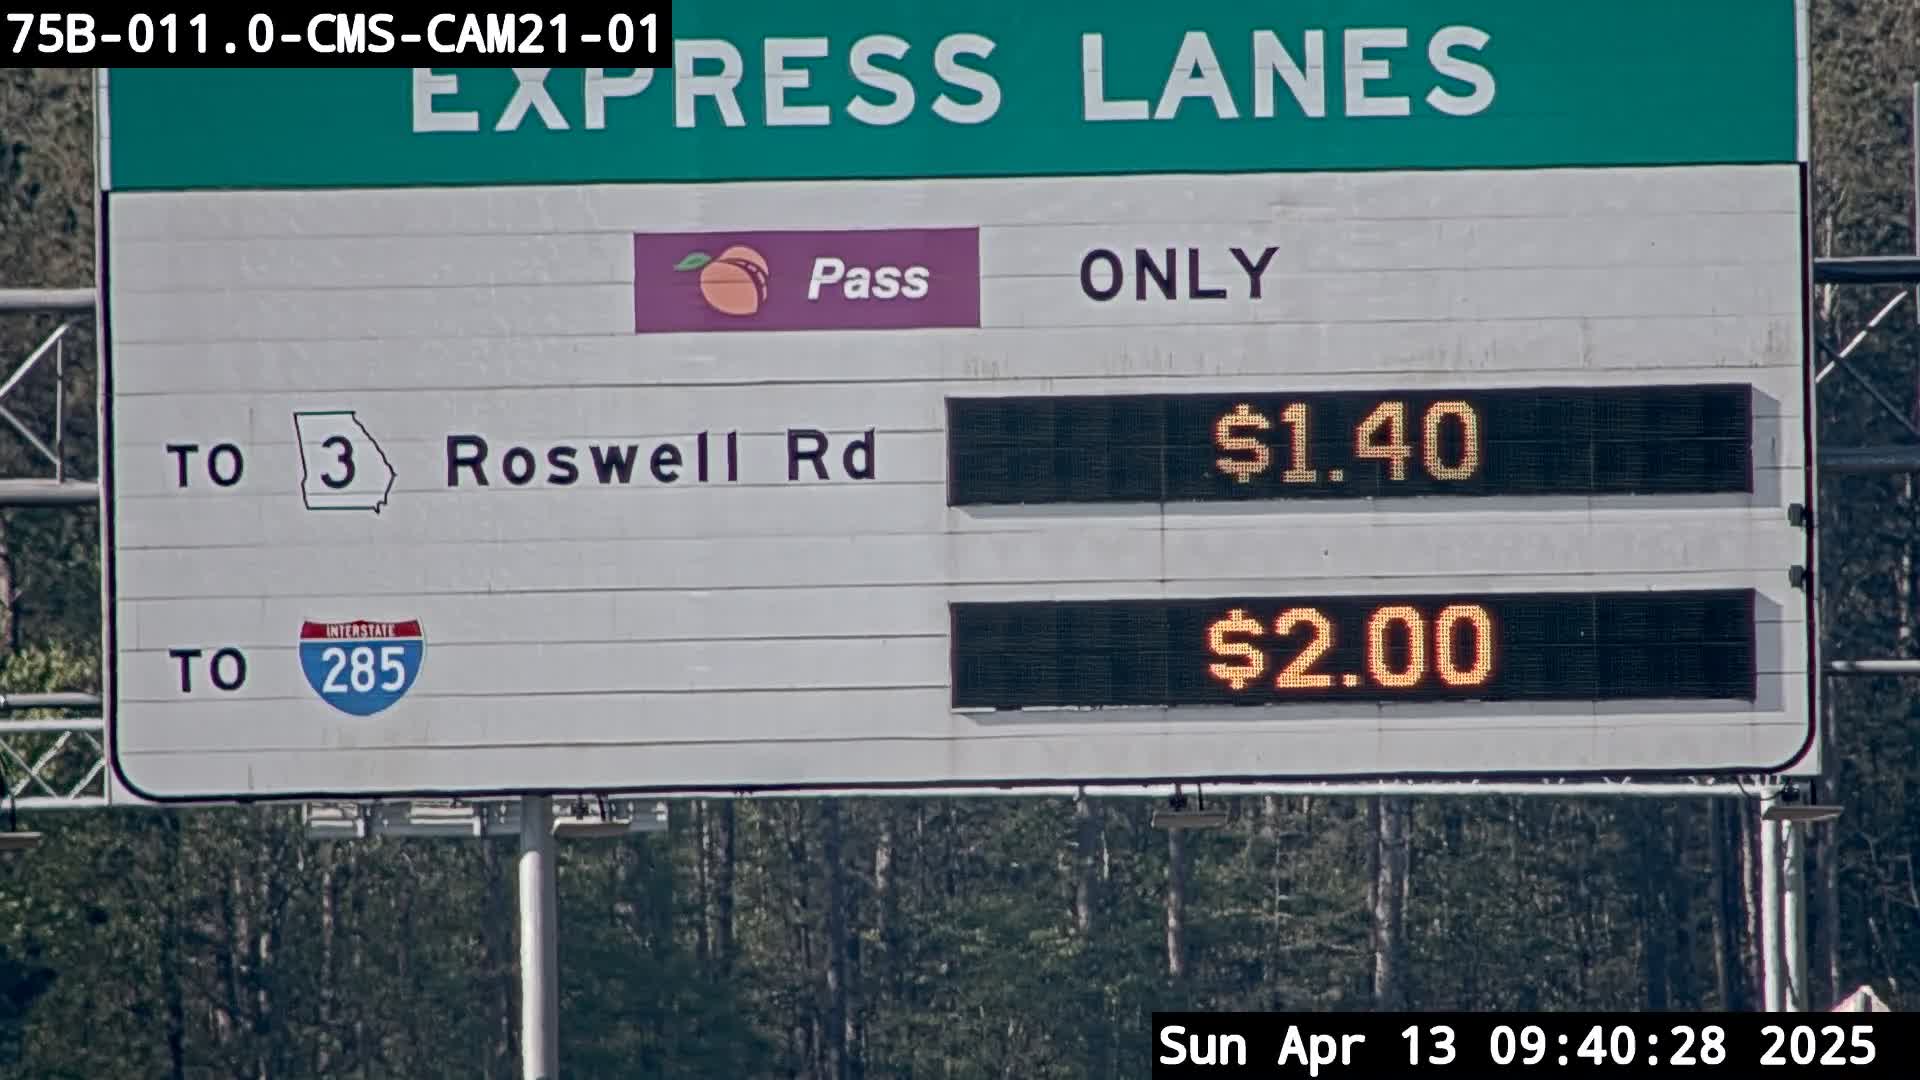 75B-011.0-CMS-CAM21-01
EXPRESS LANES
Pass ONLY
TO 3 Roswell Rd $1.40
INTERSTATE
TO 285 $2.00
Sun Apr 13 09:40:28 2025